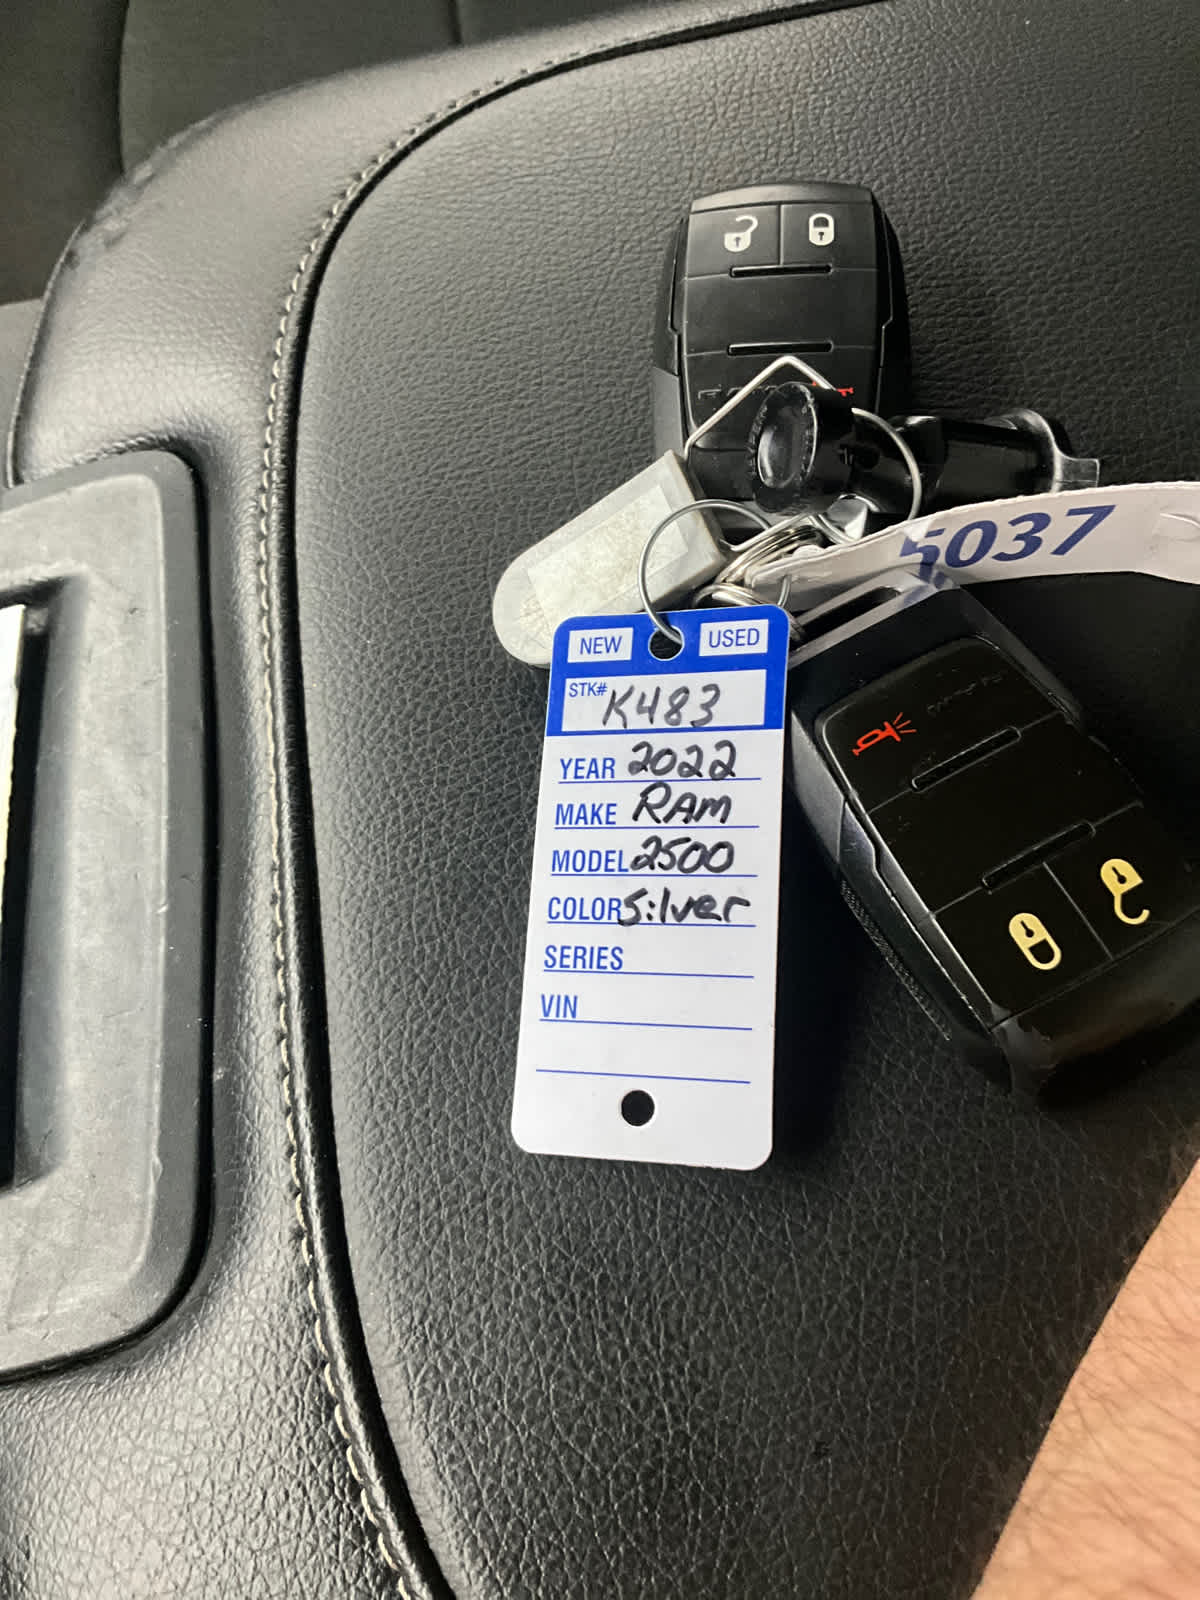 5037
NEW USED
STK# K483
YEAR 2022
MAKE RAM
MODEL 2500
COLOR Silver
SERIES
VIN